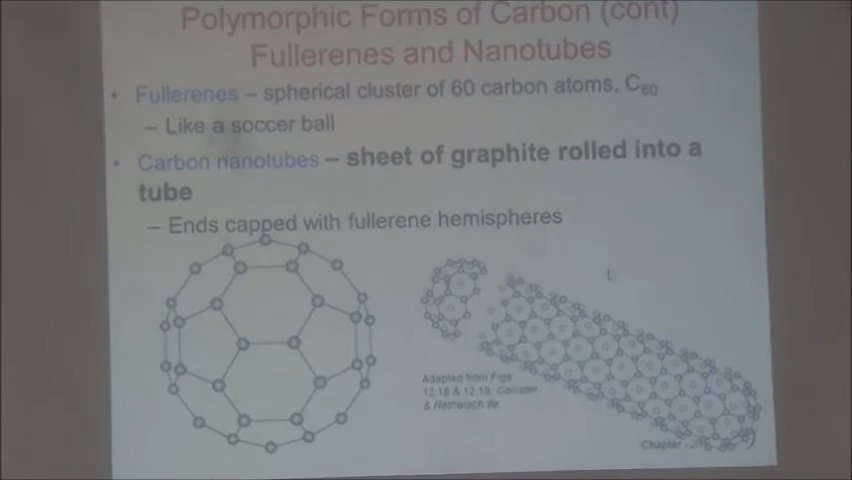 Polymorphic Forms of Carbon (cont)
Fullerenes and Nanotubes
• Fullerenes – spherical cluster of 60 carbon atoms, C60
– Like a soccer ball
• Carbon nanotubes – sheet of graphite rolled into a
tube
– Ends capped with fullerene hemispheres
Adapted from Figs
12.18 & 12.19, Callister
& Rethwisch 8e
Chapter